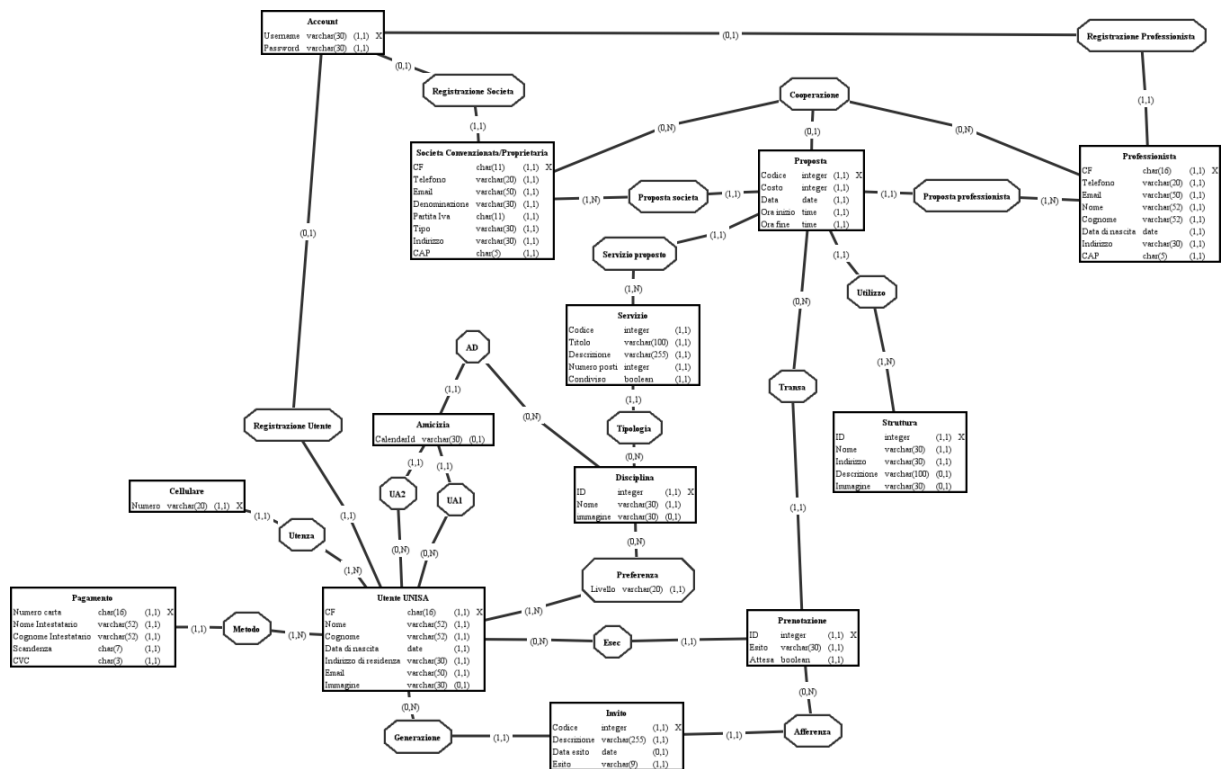 Account
Username varchar(30) (1,1) X
Password varchar(30) (1,1)
Registrazione Professionista
(0,1)
(0,1)
Registrazione Societa
Cooperazione
(1,1)
(1,1)
(0,N)
(0,1)
(0,N)
Societa Convenzionata/Proprietaria
CF char(11) (1,1) X
Telefono varchar(20) (1,1)
Email varchar(50) (1,1)
Denominazione varchar(30) (1,1)
Partita Iva char(11) (1,1)
Tipo varchar(30) (1,1)
Indirizzo varchar(30) (1,1)
CAP char(5) (1,1)
(1,N)
Proposta societa
(1,1)
Proposta
Codice integer (1,1) X
Costo integer (1,1)
Data date (1,1)
Ora inizio time (1,1)
Ora fine time (1,1)
(1,1)
Proposta professionista
(1,N)
Professionista
CF char(16) (1,1) X
Telefono varchar(20) (1,1)
Email varchar(50) (1,1)
Nome varchar(52) (1,1)
Cognome varchar(52) (1,1)
Data di nascita date (1,1)
Indirizzo varchar(30) (1,1)
CAP char(5) (1,1)
(0,1)
(1,1)
Servizio proposto
(1,1)
Utilizzo
(1,N)
(0,N)
Servizio
Codice integer (1,1)
Titolo varchar(100) (1,1)
Descrizione varchar(255) (1,1)
Numero posti integer (1,1)
Condiviso boolean (1,1)
AD
(1,N)
(1,1)
(0,N)
(1,1)
Transa
Registrazione Utente
Amicizia
CalendarId varchar(30) (0,1)
Tipologia
Struttura
ID integer (1,1) X
Nome varchar(30) (1,1)
Indirizzo varchar(30) (1,1)
Descrizione varchar(100) (0,1)
Immagine varchar(30) (0,1)
(0,N)
(1,1)
(1,1)
Cellulare
Numero varchar(20) (1,1) X
UA2
UA1
Disciplina
ID integer (1,1) X
Nome varchar(30) (1,1)
immagine varchar(30) (0,1)
(1,1)
Utenza
(1,1)
(1,1)
(0,N)
(0,N)
(0,N)
(1,N)
Preferenza
Livello varchar(20) (1,1)
Pagamento
Numero carta char(16) (1,1) X
Nome Intestatario varchar(52) (1,1)
Cognome Intestatario varchar(52) (1,1)
Scandenza char(7) (1,1)
CVC char(3) (1,1)
(1,1)
Metodo
(1,N)
Utente UNISA
CF char(16) (1,1) X
Nome varchar(52) (1,1)
Cognome varchar(52) (1,1)
Data di nascita date (1,1)
Indirizzo di residenza varchar(30) (1,1)
Email varchar(50) (1,1)
Immagine varchar(30) (0,1)
(1,N)
(0,N)
Esec
(1,1)
Prenotazione
ID integer (1,1) X
Esito varchar(30) (1,1)
Attesa boolean (1,1)
(0,N)
(0,N)
Generazione
(1,1)
Invito
Codice integer (1,1) X
Descrizione varchar(255) (1,1)
Data esito date (0,1)
Esito varchar(9) (1,1)
(1,1)
Afferenza